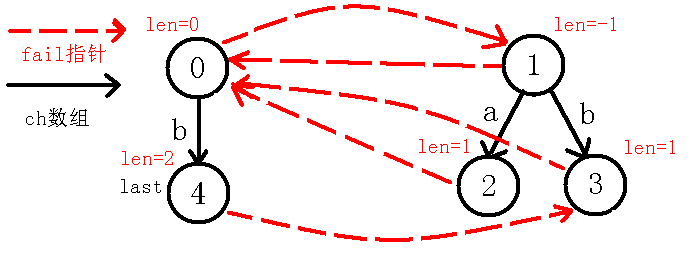 len=0
len=-1
fail指针
0
1
ch数组
b
a
b
len=2
len=1
len=1
last
4
2
3